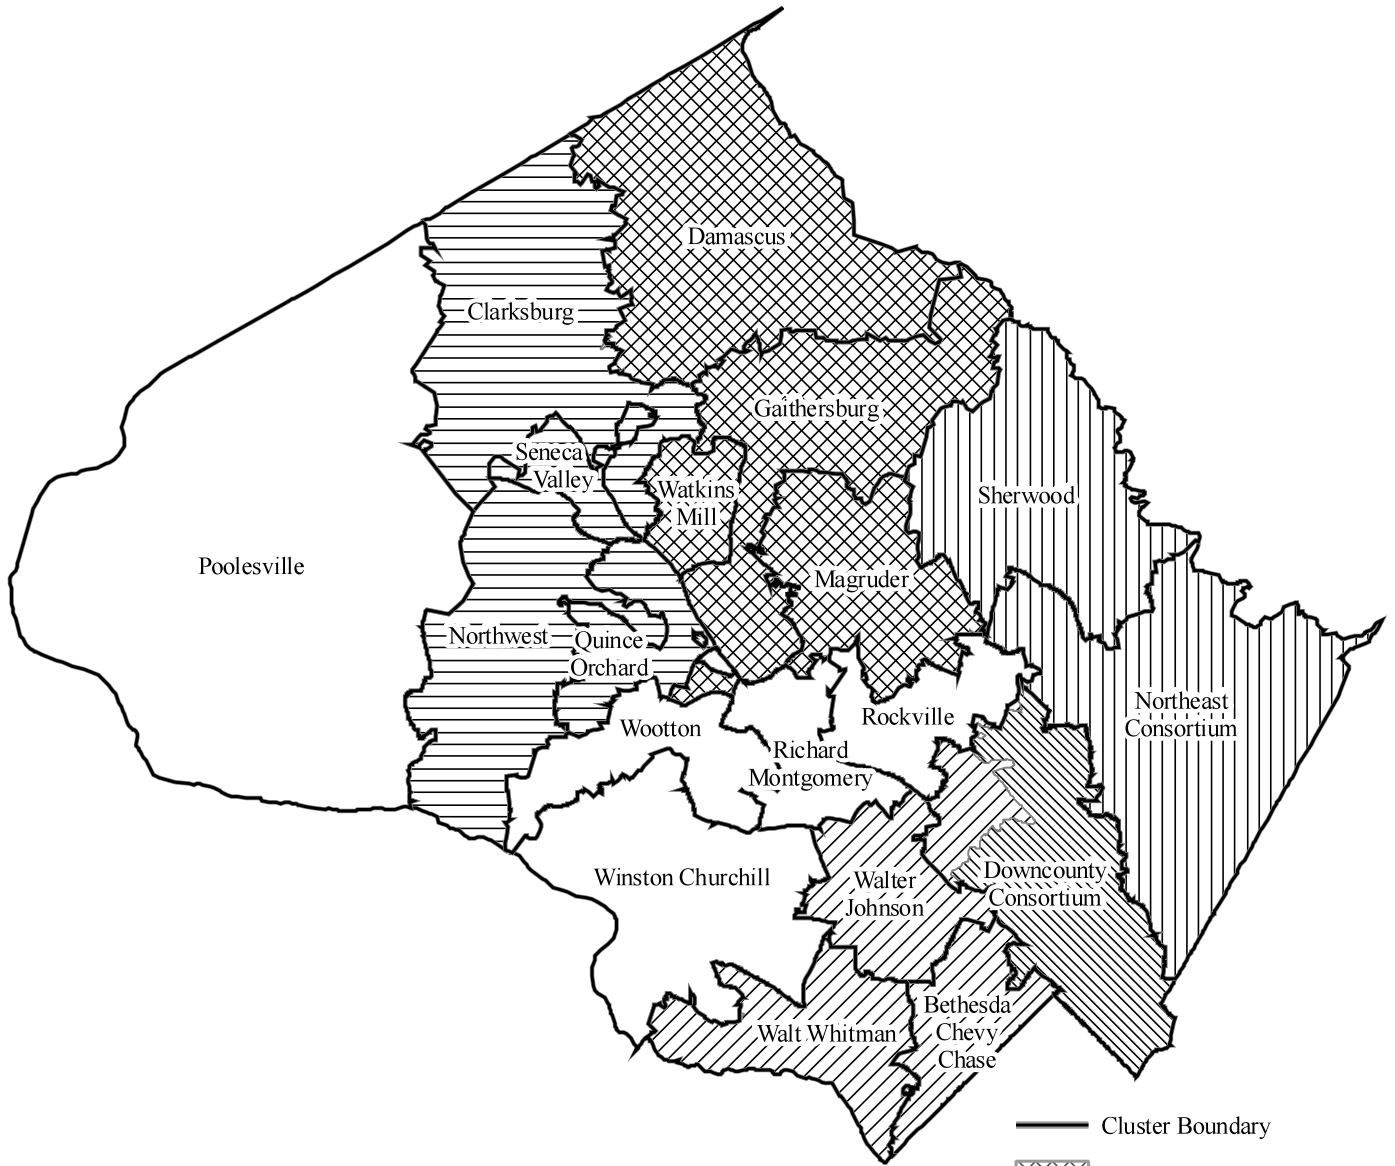 Damascus
Clarksburg
Gaithersburg
Seneca
Valley
Watkins
Mill
Sherwood
Poolesville
Magruder
Northwest
Quince
Orchard
Northeast
Consortium
Wootton
Rockville
Richard
Montgomery
Winston Churchill
Walter
Johnson
Downcounty
Consortium
Walt Whitman
Bethesda
Chevy
Chase
Cluster Boundary